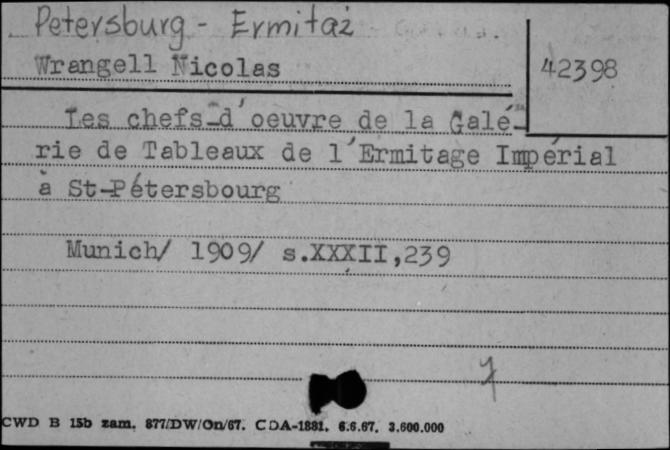 Petersburg - Ermitaż
Wrangell Nicolas
42398
Les chefs-d'oeuvre de la Galé-
rie de Tableaux de l'Ermitage Impérial
à St-Pétersbourg
Munich/ 1909/ s.XXXII,239
CWD B 15b zam. 877/DW/On/67. CDA-1881. 6.6.67. 3.600.000